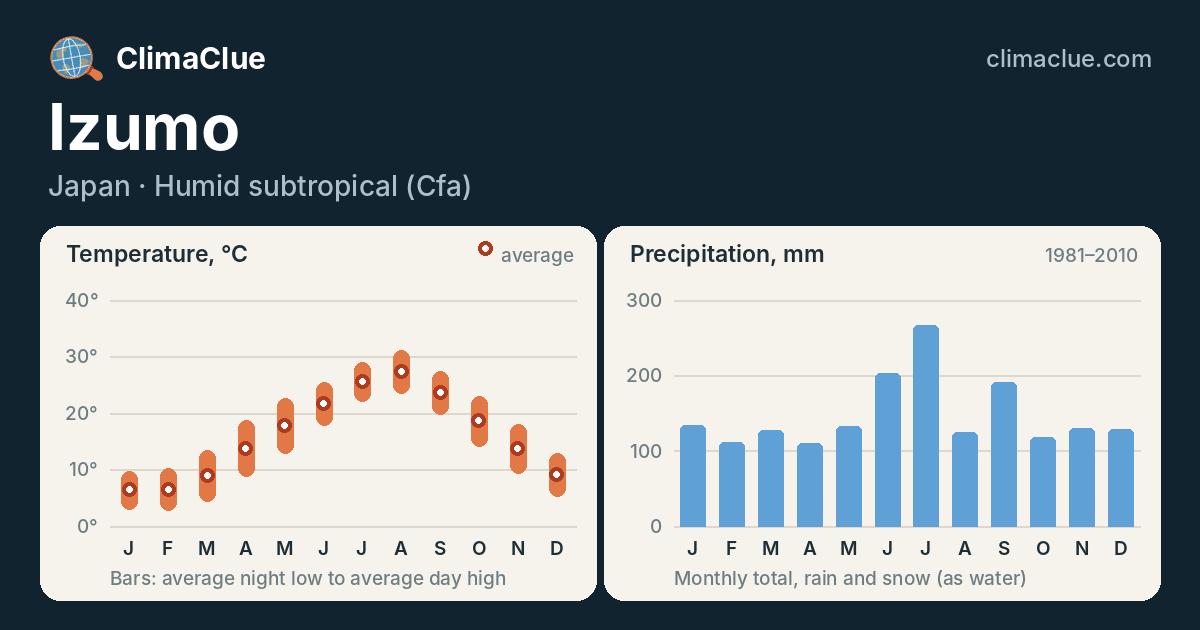 ClimaClue
climaclue.com
Izumo
Japan · Humid subtropical (Cfa)
Temperature, °C
average
40°
30°
20°
10°
0°
J F M A M J J A S O N D
Bars: average night low to average day high
Precipitation, mm
1981–2010
300
200
100
0
J F M A M J J A S O N D
Monthly total, rain and snow (as water)